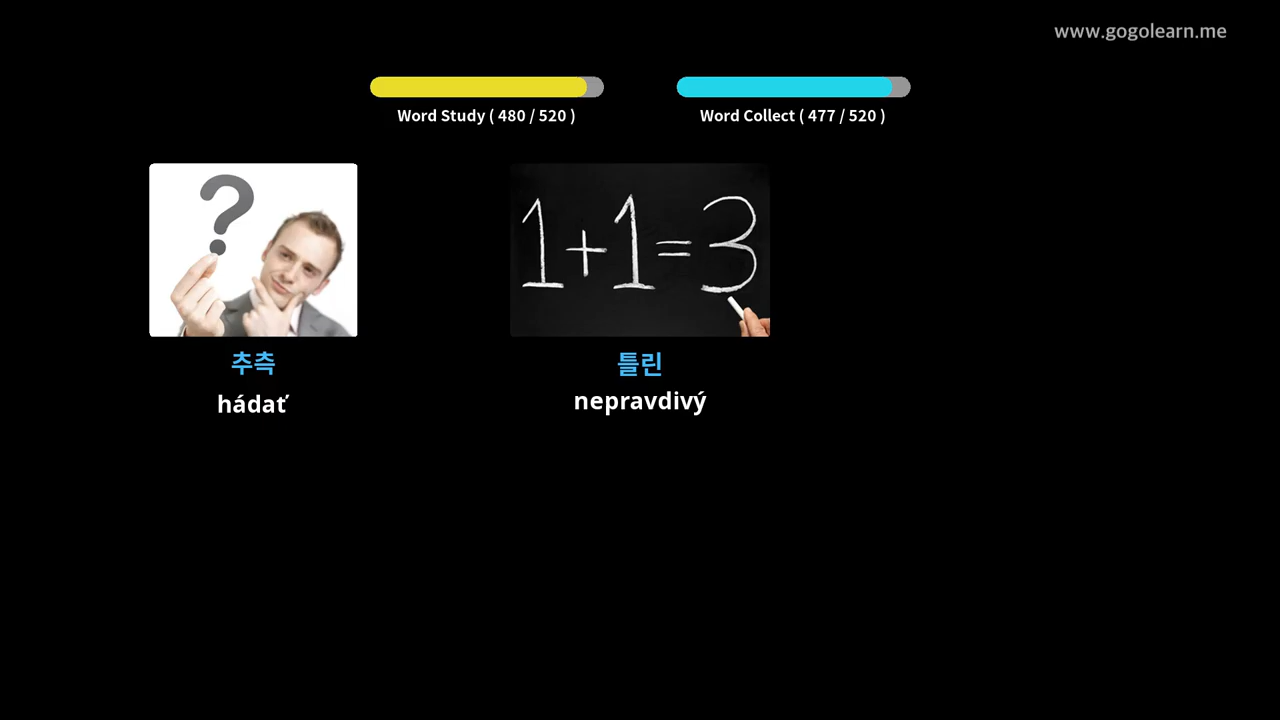 www.gogolearn.me
Word Study ( 480 / 520 )
Word Collect ( 477 / 520 )
?
1+1=3
추측
틀린
hádať
nepravdivý